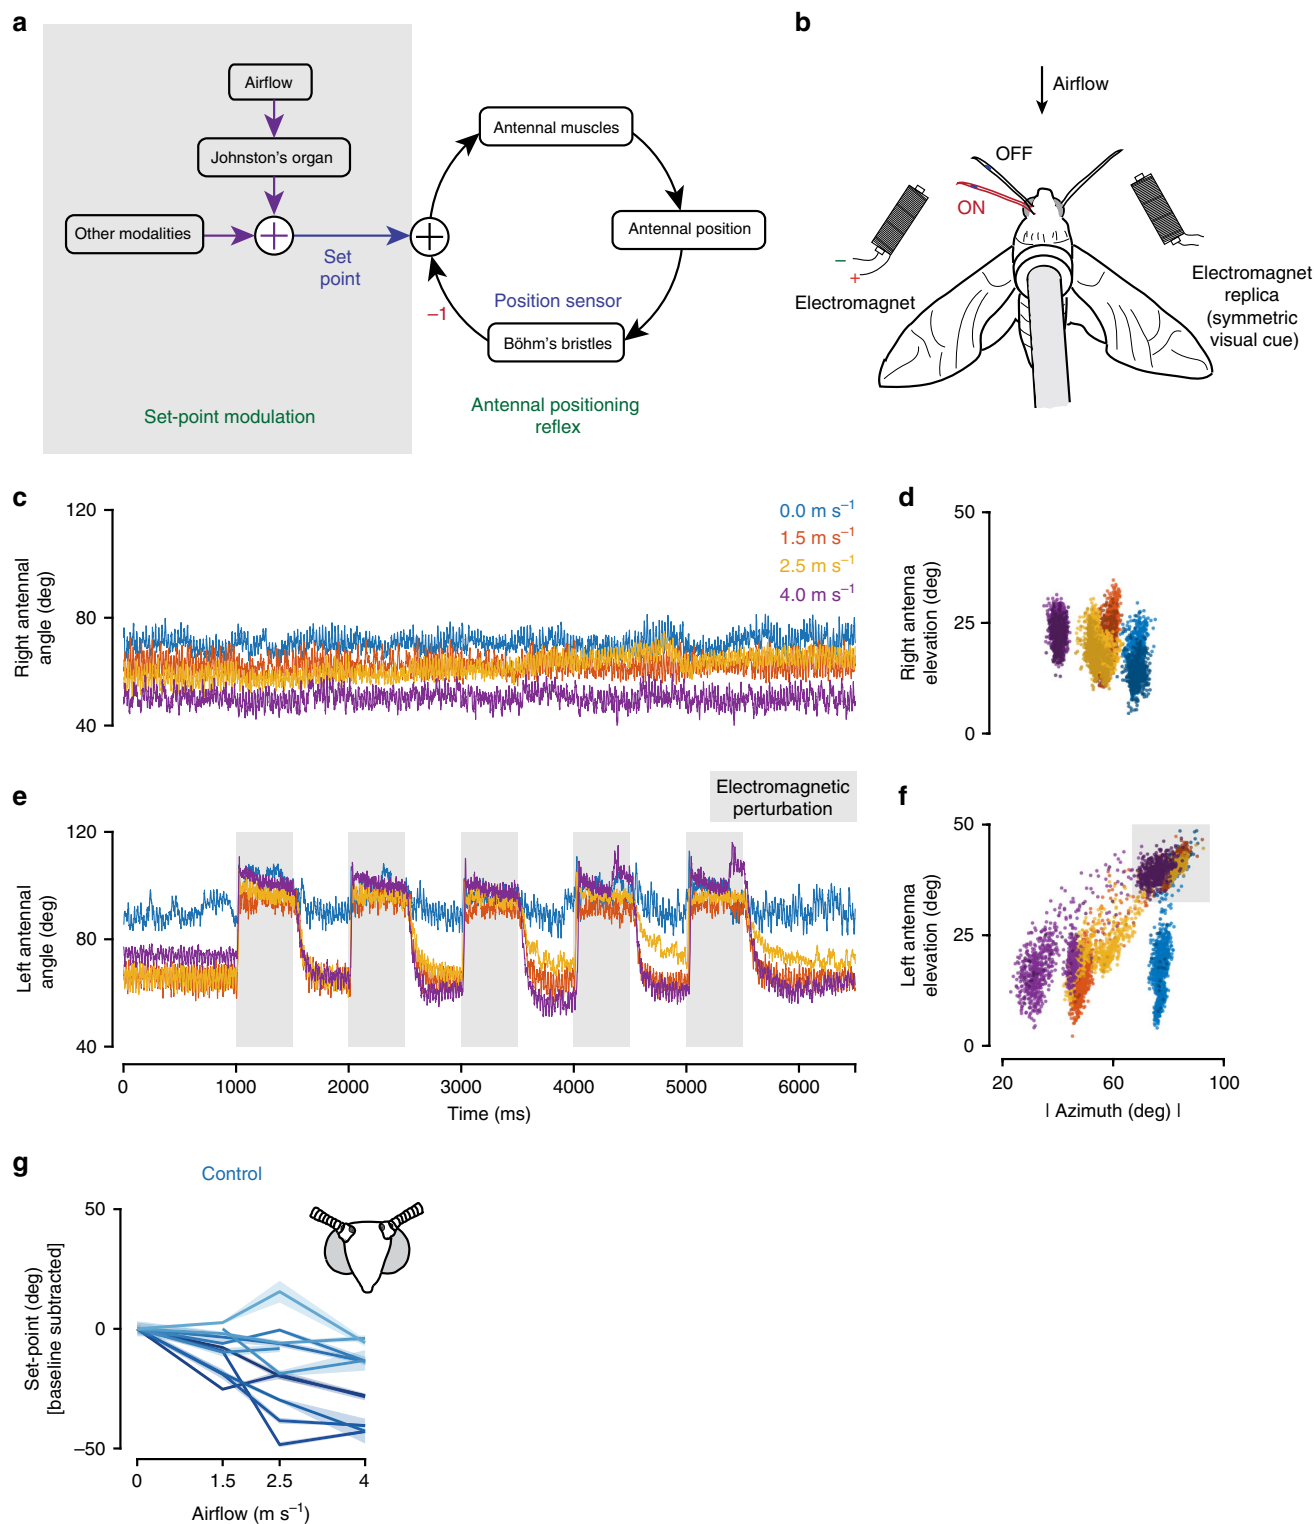 a
Airflow
Johnston's organ
Other modalities
Set
point
Set-point modulation
Antennal muscles
Antennal position
Position sensor
–1
Böhm's bristles
Antennal positioning
reflex
b
Airflow
OFF
ON
–
+
Electromagnet
Electromagnet
replica
(symmetric
visual cue)
c
120
80
40
Right antennal
angle (deg)
0.0 m s⁻¹
1.5 m s⁻¹
2.5 m s⁻¹
4.0 m s⁻¹
d
50
25
0
Right antenna
elevation (deg)
e
Electromagnetic
perturbation
120
80
40
Left antennal
angle (deg)
0 1000 2000 3000 4000 5000 6000
Time (ms)
f
50
25
0
Left antenna
elevation (deg)
20 60 100
| Azimuth (deg) |
g
Control
50
0
–50
Set-point (deg)
[baseline subtracted]
0 1.5 2.5 4
Airflow (m s⁻¹)